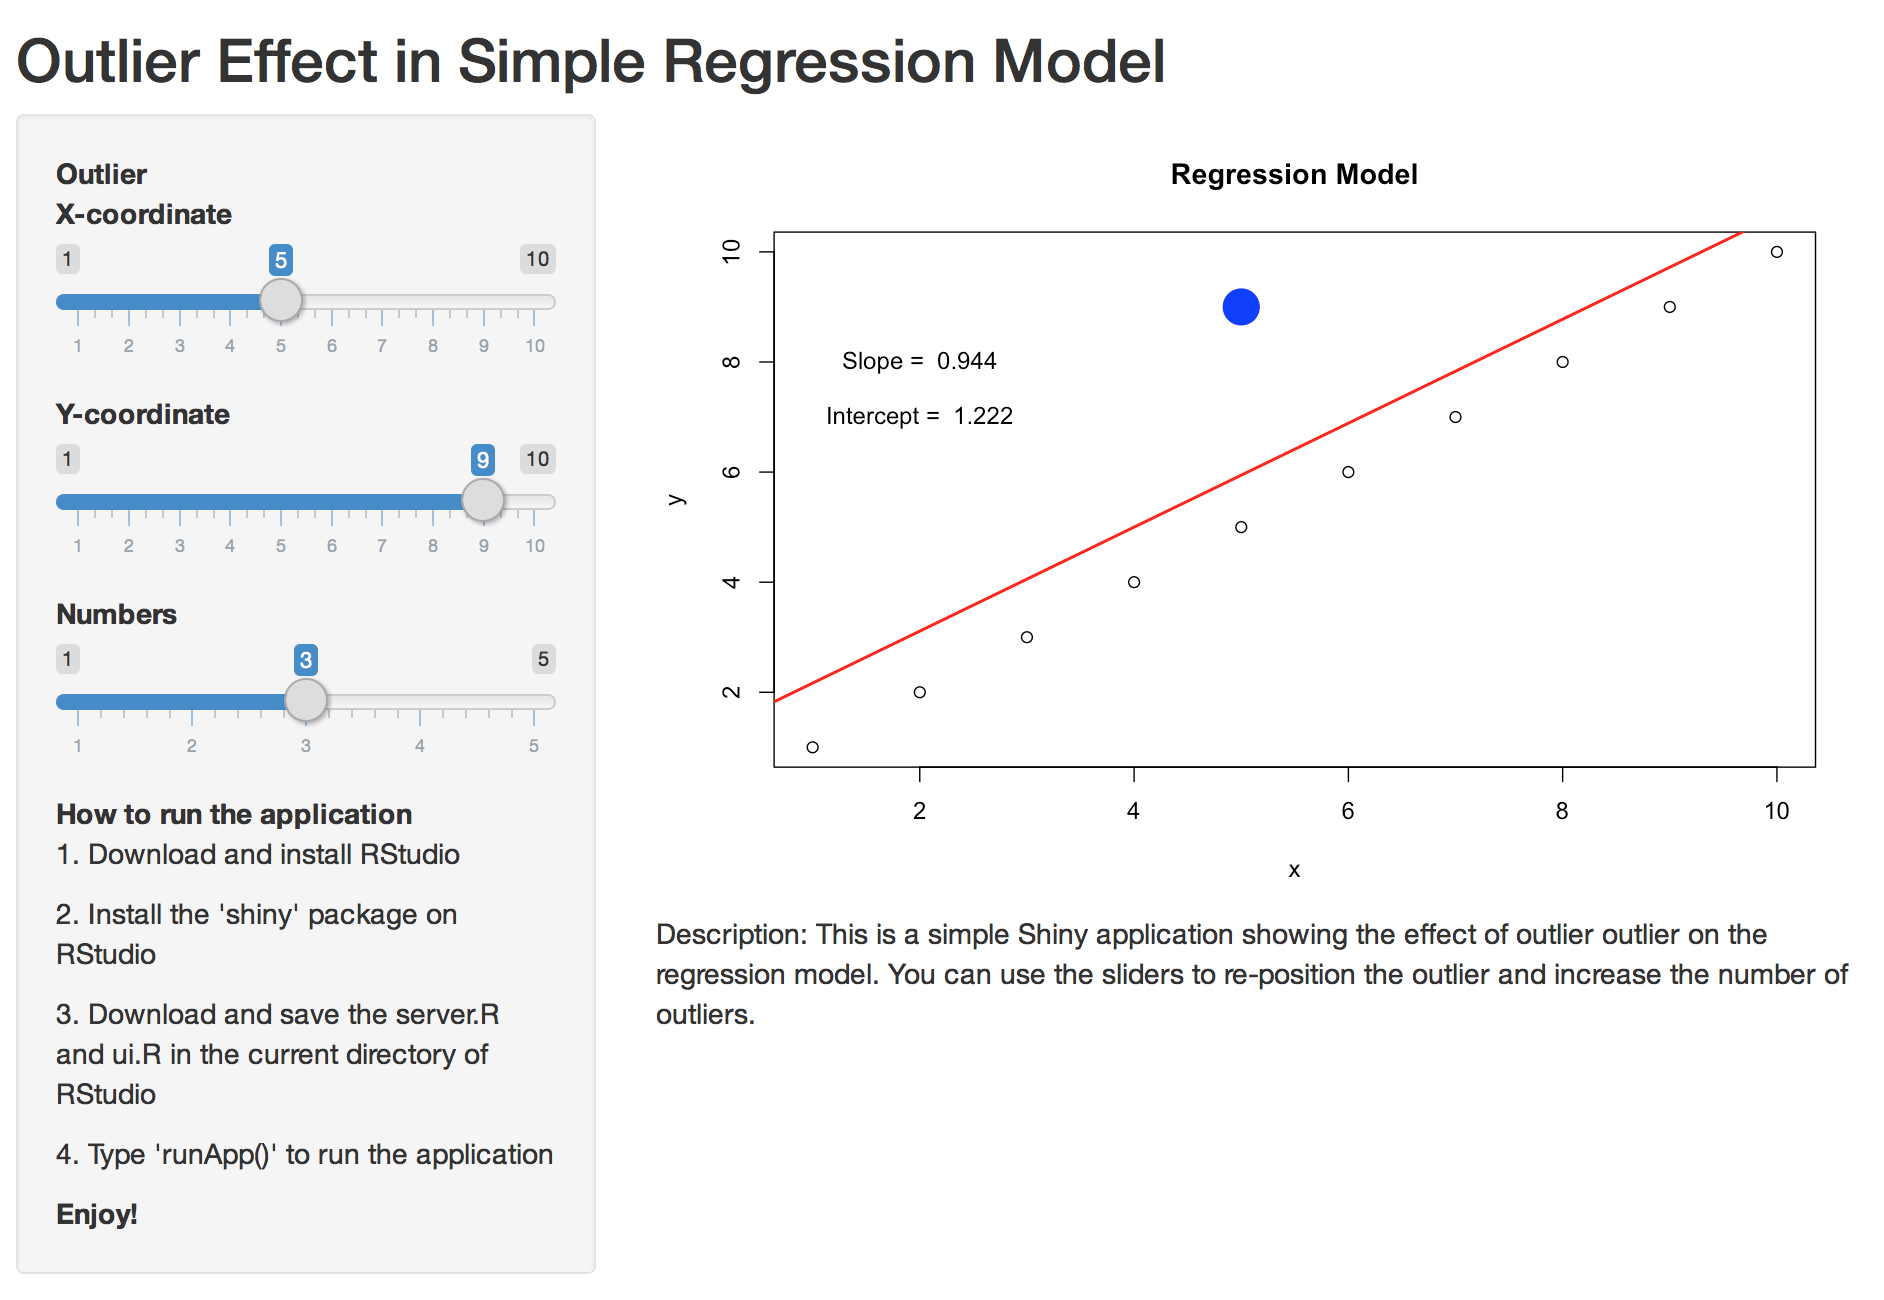 Outlier Effect in Simple Regression Model
Outlier
X-coordinate
1 5 10
1 2 3 4 5 6 7 8 9 10
Y-coordinate
1 9 10
1 2 3 4 5 6 7 8 9 10
Numbers
1 3 5
1 2 3 4 5
How to run the application
1. Download and install RStudio
2. Install the 'shiny' package on
RStudio
3. Download and save the server.R
and ui.R in the current directory of
RStudio
4. Type 'runApp()' to run the application
Enjoy!
Regression Model
10
8
6
4
2
y
Slope = 0.944
Intercept = 1.222
2 4 6 8 10
x
Description: This is a simple Shiny application showing the effect of outlier outlier on the
regression model. You can use the sliders to re-position the outlier and increase the number of
outliers.